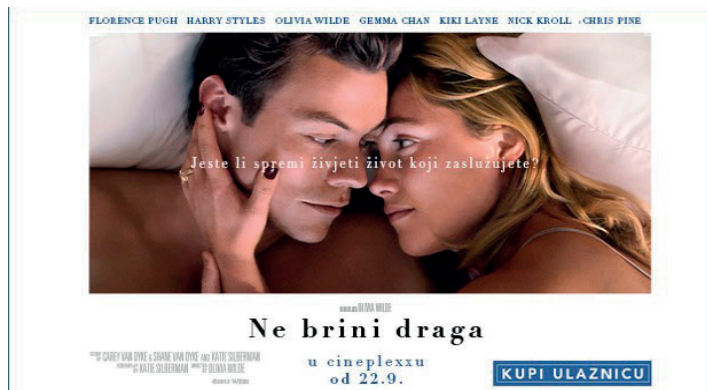 FLORENCE PUGH HARRY STYLES OLIVIA WILDE GEMMA CHAN KIKI LAYNE NICK KROLL CHRIS PINE
Jeste li spremi živjeti život koji zaslužujete?
OLIVIA WILDE
Ne brini draga
CAREY VAN DYKE & SHANE VAN DYKE AND KATIE SILBERMAN
KATIE SILBERMAN OLIVIA WILDE
u cineplexxu
od 22.9.
KUPI ULAZNICU